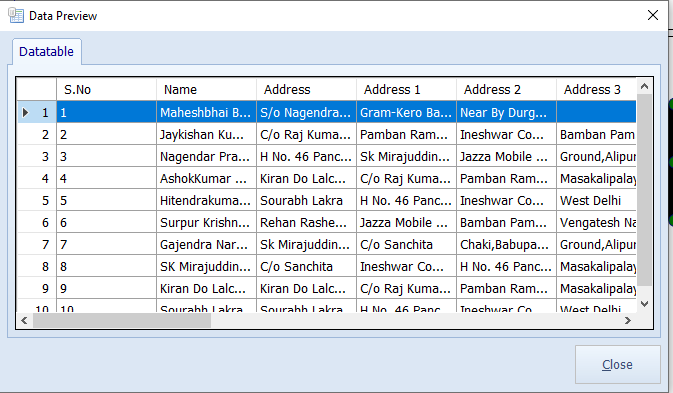 Data Preview
Datatable
S.No Name Address Address 1 Address 2 Address 3
1 1 Maheshbhai B... S/o Nagendra... Gram-Kero Ba... Near By Durg...
2 2 Jaykishan Ku... C/o Raj Kuma... Pamban Ram... Ineshwar Co... Bamban Pam
3 3 Nagendar Pra... H No. 46 Panc... Sk Mirajuddin... Jazza Mobile ... Ground,Alipur
4 4 AshokKumar ... Kiran Do Lalc... C/o Raj Kuma... Pamban Ram... Masakalipalay
5 5 Hitendrakuma... Sourabh Lakra H No. 46 Panc... Ineshwar Co... West Delhi
6 6 Surpur Krishn... Rehan Rashe... Jazza Mobile ... Bamban Pam... Vengatesh Na
7 7 Gajendra Nar... Sk Mirajuddin... C/o Sanchita Chaki,Babupa... Ground,Alipur
8 8 SK Mirajuddin... C/o Sanchita Ineshwar Co... H No. 46 Panc... Masakalipalay
9 9 Kiran Do Lalc... Kiran Do Lalc... C/o Raj Kuma... Pamban Ram... Masakalipalay
10 10 Sourabh Lakra Sourabh Lakra H No. 46 Panc... Ineshwar Co... West Delhi
Close